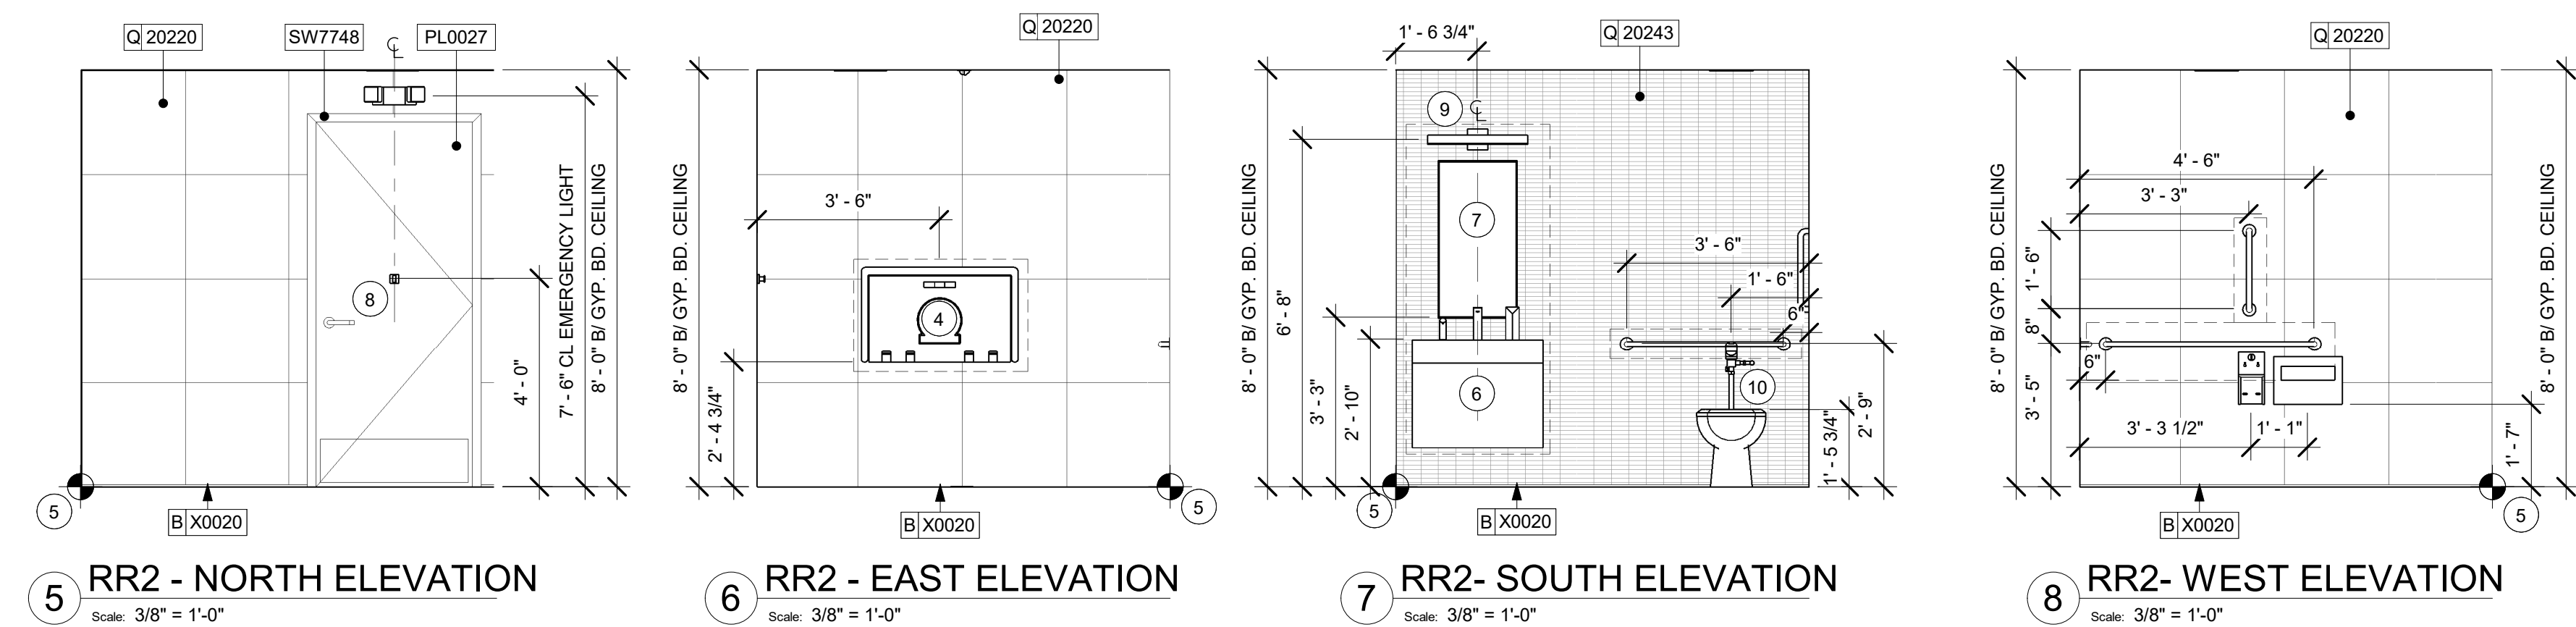 Q 20220
SW7748
PL0027
CL
8
4' - 0"
7' - 6" CL EMERGENCY LIGHT
8' - 0" B/ GYP. BD. CEILING
5
B X0020
5 RR2 - NORTH ELEVATION
Scale: 3/8" = 1'-0"
Q 20220
8' - 0" B/ GYP. BD. CEILING
3' - 6"
4
2' - 4 3/4"
5
B X0020
6 RR2 - EAST ELEVATION
Scale: 3/8" = 1'-0"
1' - 6 3/4"
Q 20243
9
CL
8' - 0" B/ GYP. BD. CEILING
6' - 8"
7
3' - 6"
1' - 6"
6"
3' - 3"
2' - 10"
6
10
1' - 5 3/4"
2' - 9"
5
B X0020
7 RR2- SOUTH ELEVATION
Scale: 3/8" = 1'-0"
Q 20220
4' - 6"
3' - 3"
8' - 0" B/ GYP. BD. CEILING
1' - 6"
8"
3' - 5"
6"
3' - 3 1/2"
1' - 1"
1' - 7"
8' - 0" B/ GYP. BD. CEILING
5
B X0020
8 RR2- WEST ELEVATION
Scale: 3/8" = 1'-0"